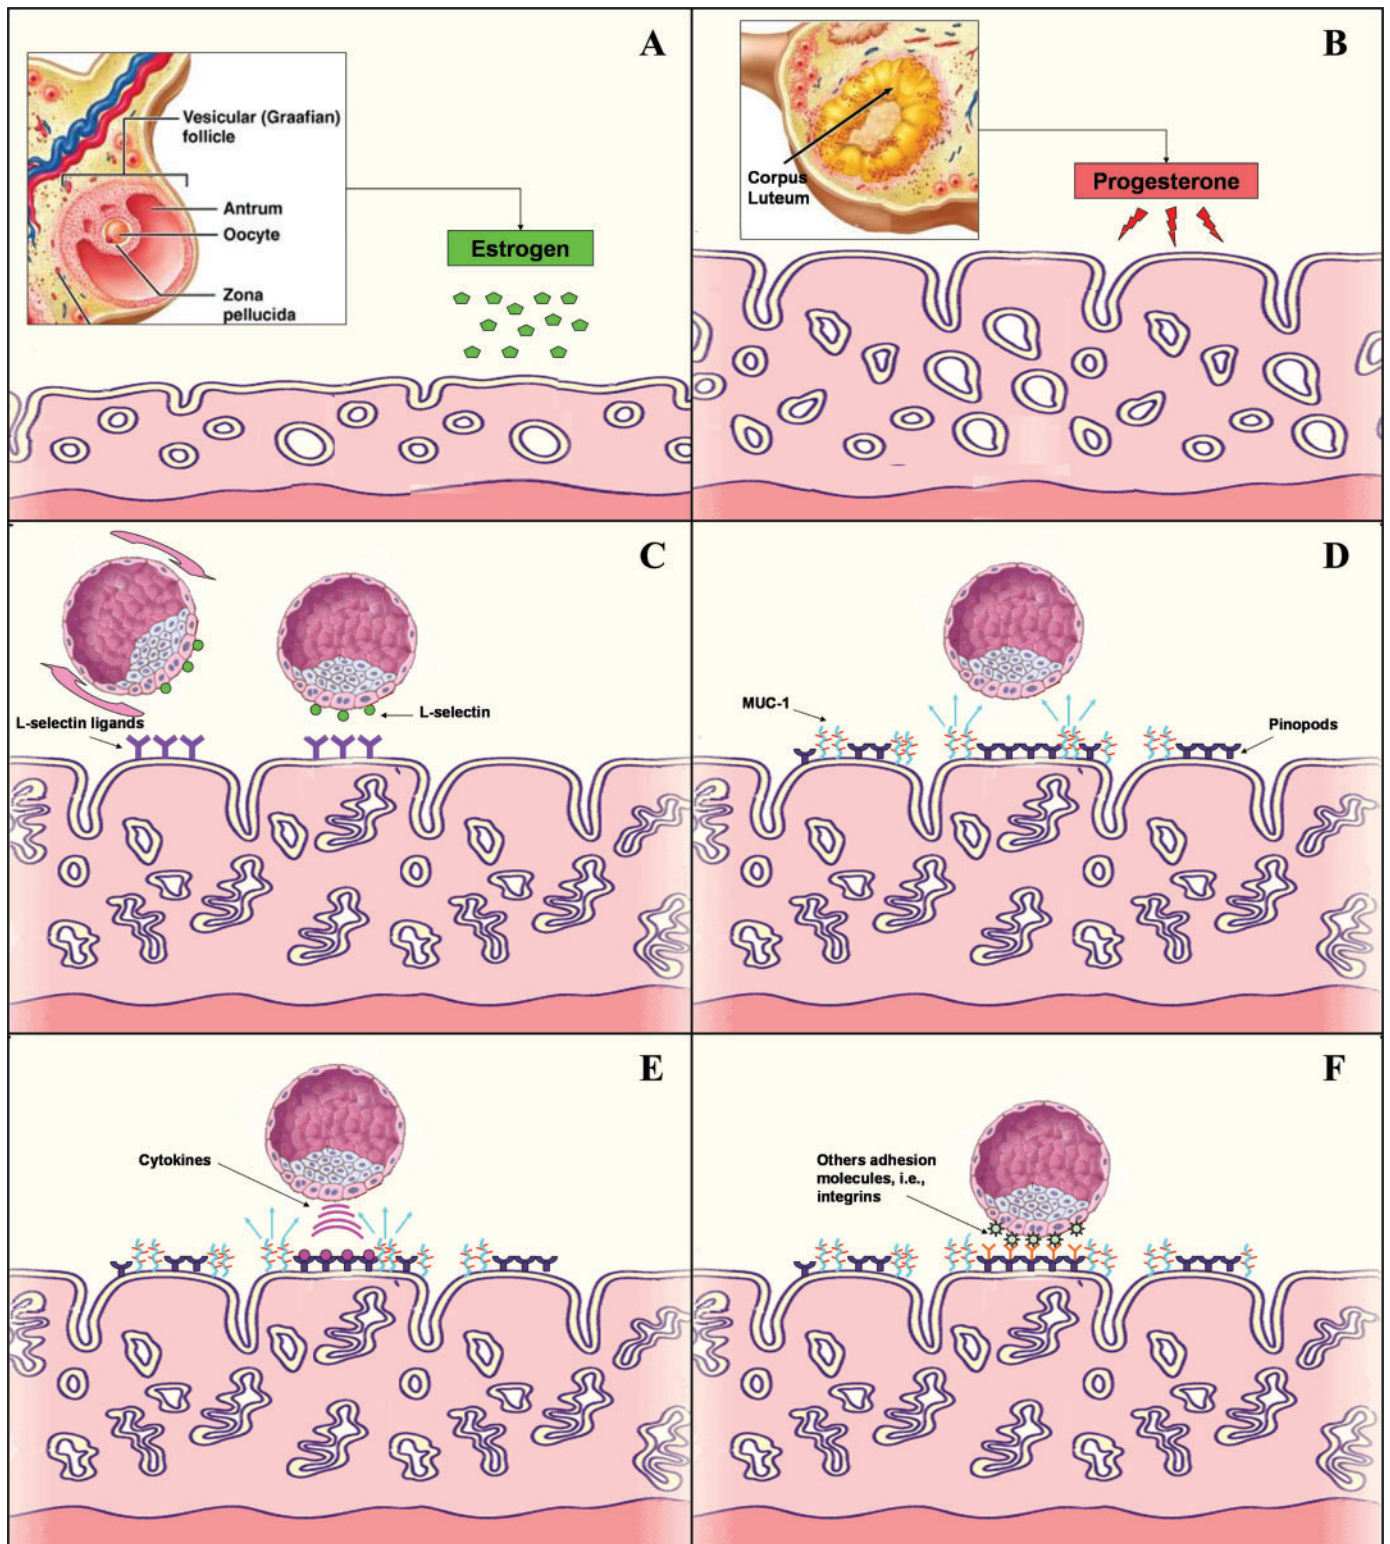 A
Vesicular (Graafian)
follicle
Antrum
Oocyte
Zona
pellucida
Estrogen
B
Corpus
Luteum
Progesterone
C
L-selectin ligands
L-selectin
D
MUC-1
Pinopods
E
Cytokines
F
Others adhesion
molecules, i.e.,
integrins